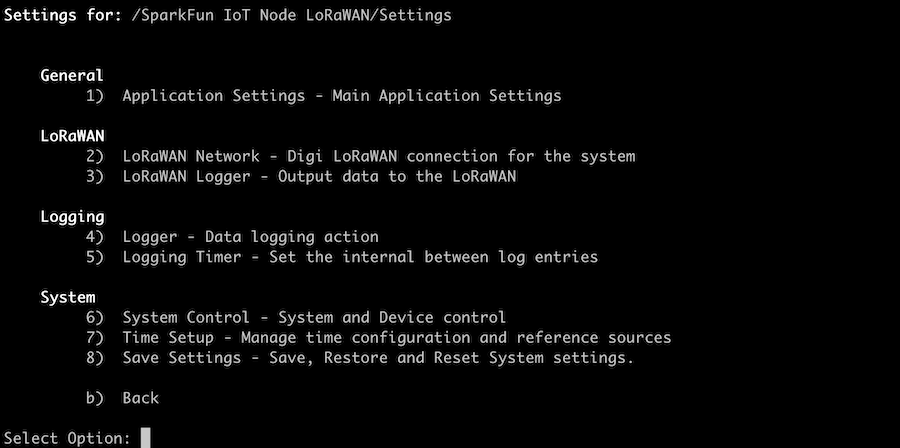 Settings for: /SparkFun IoT Node LoRaWAN/Settings
General
1) Application Settings - Main Application Settings
LoRaWAN
2) LoRaWAN Network - Digi LoRaWAN connection for the system
3) LoRaWAN Logger - Output data to the LoRaWAN
Logging
4) Logger - Data logging action
5) Logging Timer - Set the internal between log entries
System
6) System Control - System and Device control
7) Time Setup - Manage time configuration and reference sources
8) Save Settings - Save, Restore and Reset System settings.
b) Back
Select Option: